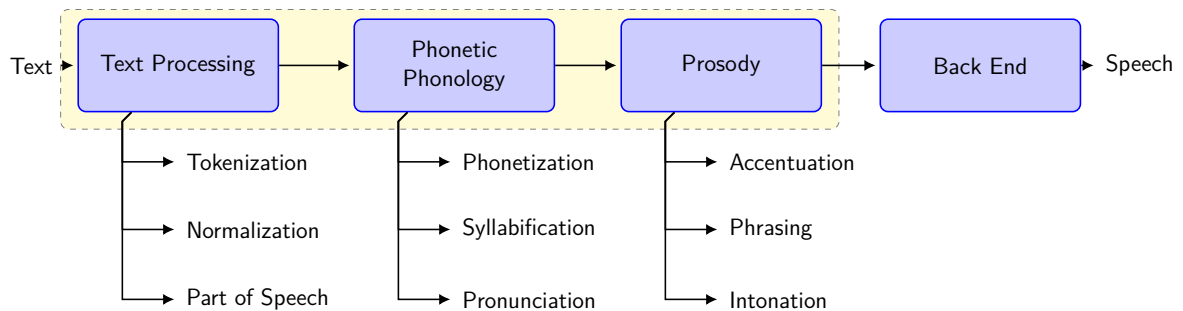 Text
Text Processing
Phonetic
Phonology
Prosody
Back End
Speech
Tokenization
Normalization
Part of Speech
Phonetization
Syllabification
Pronunciation
Accentuation
Phrasing
Intonation